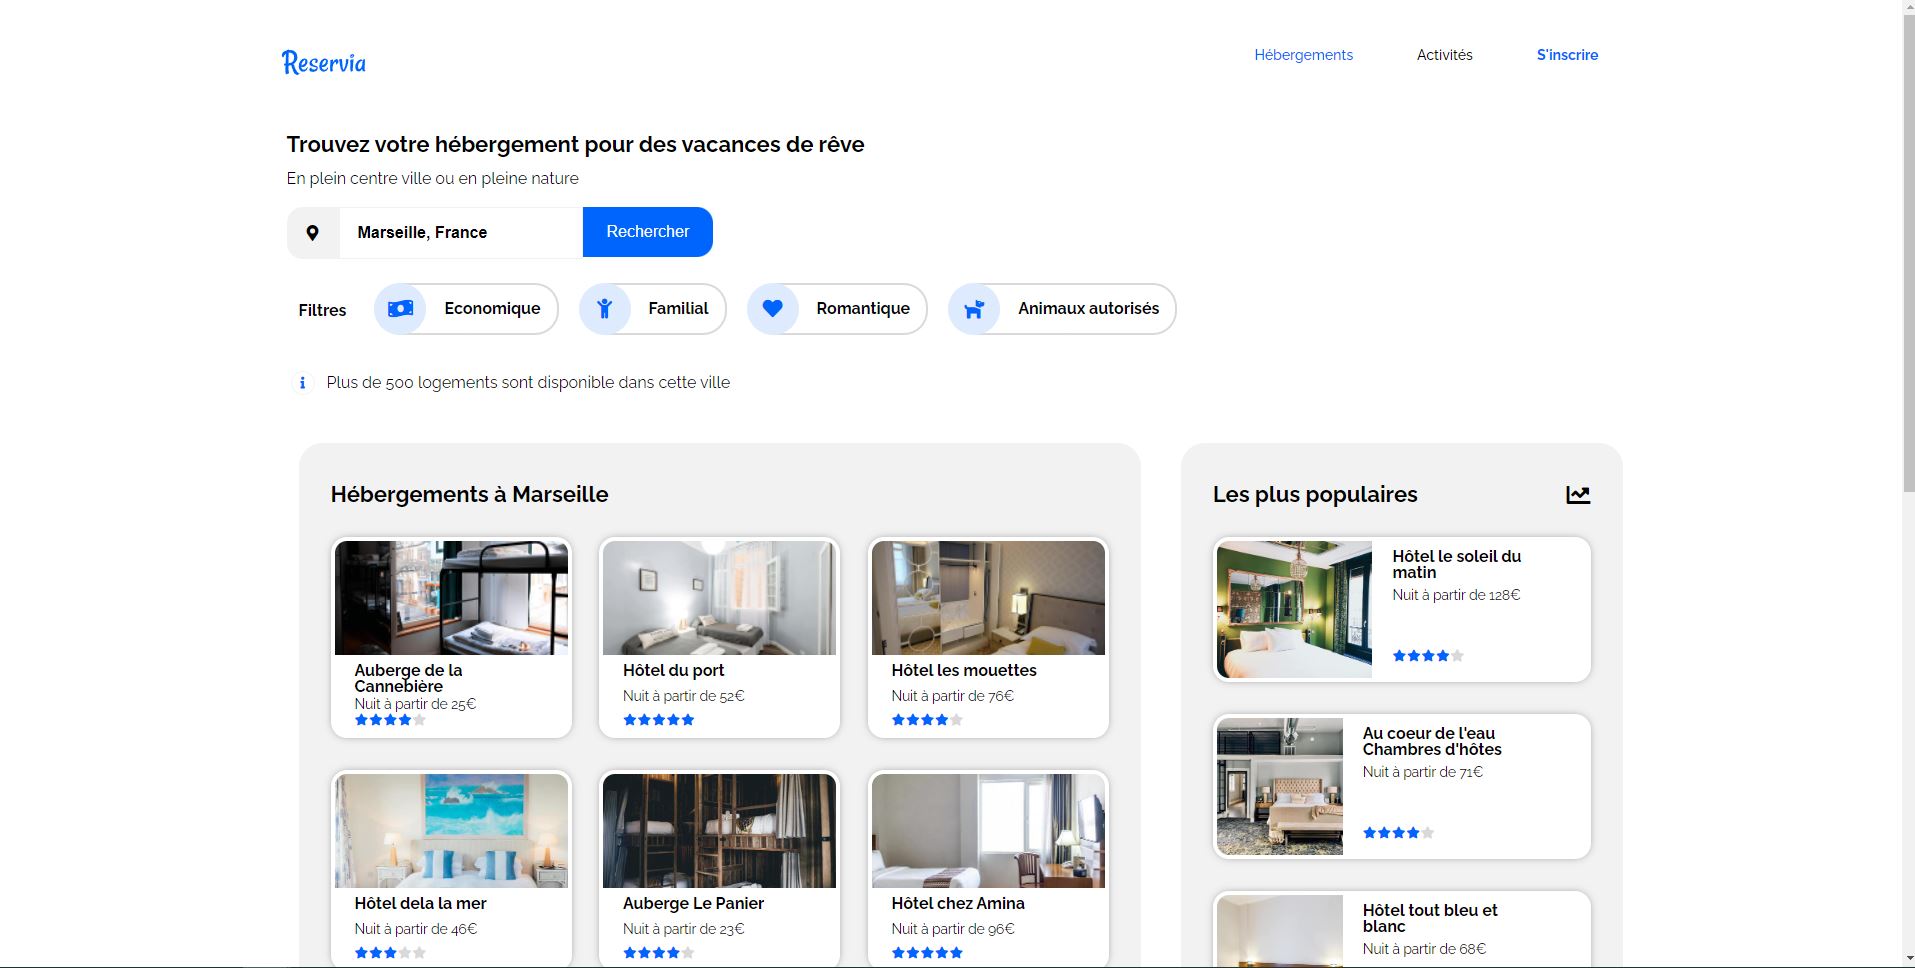 Reservia
Hébergements
Activités
S'inscrire
Trouvez votre hébergement pour des vacances de rêve
En plein centre ville ou en pleine nature
Marseille, France
Rechercher
Filtres
Economique
Familial
Romantique
Animaux autorisés
Plus de 500 logements sont disponible dans cette ville
Hébergements à Marseille
Auberge de la
Cannebière
Nuit à partir de 25€
Hôtel du port
Nuit à partir de 52€
Hôtel les mouettes
Nuit à partir de 76€
Hôtel dela la mer
Nuit à partir de 46€
Auberge Le Panier
Nuit à partir de 23€
Hôtel chez Amina
Nuit à partir de 96€
Les plus populaires
Hôtel le soleil du
matin
Nuit à partir de 128€
Au coeur de l'eau
Chambres d'hôtes
Nuit à partir de 71€
Hôtel tout bleu et
blanc
Nuit à partir de 68€